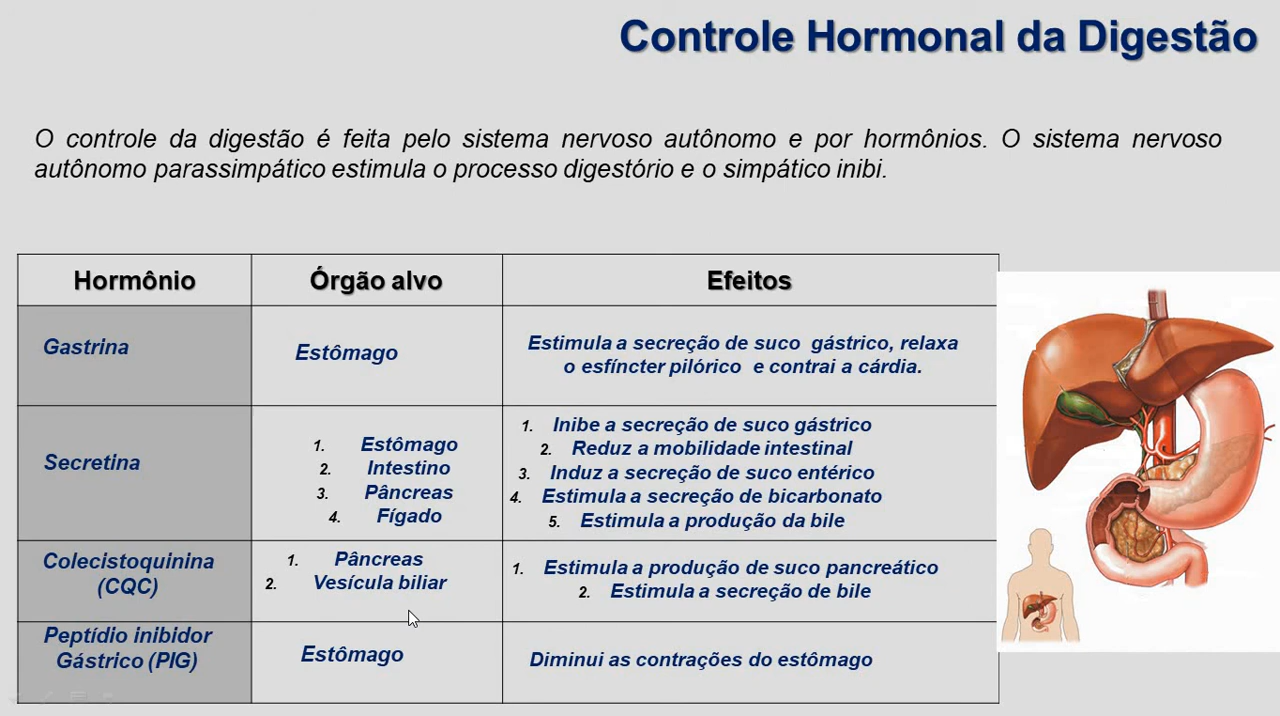 Controle Hormonal da Digestão
O controle da digestão é feita pelo sistema nervoso autônomo e por hormônios. O sistema nervoso
autônomo parassimpático estimula o processo digestório e o simpático inibi.
Hormônio
Órgão alvo
Efeitos
Gastrina
Estômago
Estimula a secreção de suco gástrico, relaxa
o esfíncter pilórico e contrai a cárdia.
Secretina
1. Estômago
2. Intestino
3. Pâncreas
4. Fígado
1. Inibe a secreção de suco gástrico
2. Reduz a mobilidade intestinal
3. Induz a secreção de suco entérico
4. Estimula a secreção de bicarbonato
5. Estimula a produção da bile
Colecistoquinina
(CQC)
1. Pâncreas
2. Vesícula biliar
1. Estimula a produção de suco pancreático
2. Estimula a secreção de bile
Peptídio inibidor
Gástrico (PIG)
Estômago
Diminui as contrações do estômago